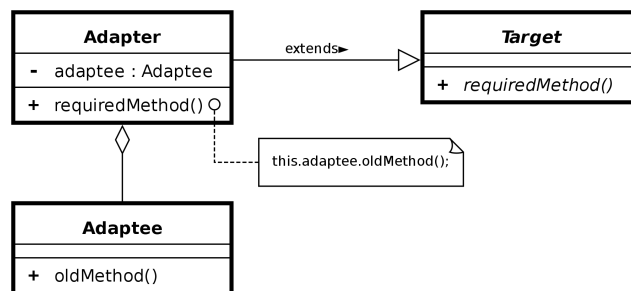 Adapter
- adaptee : Adaptee
+ requiredMethod()
extends►
Target
+ requiredMethod()
this.adaptee.oldMethod();
Adaptee
+ oldMethod()